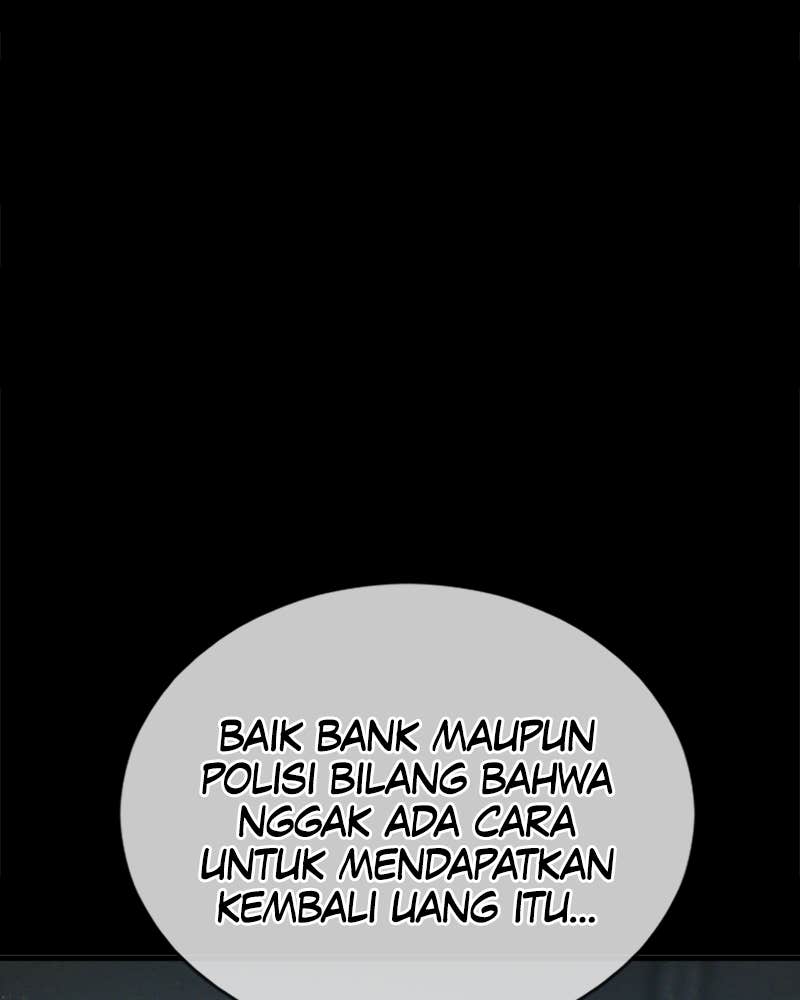 BAIK BANK MAUPUN
POLISI BILANG BAHWA
NGGAK ADA CARA
UNTUK MENDAPATKAN
KEMBALI UANG ITU...